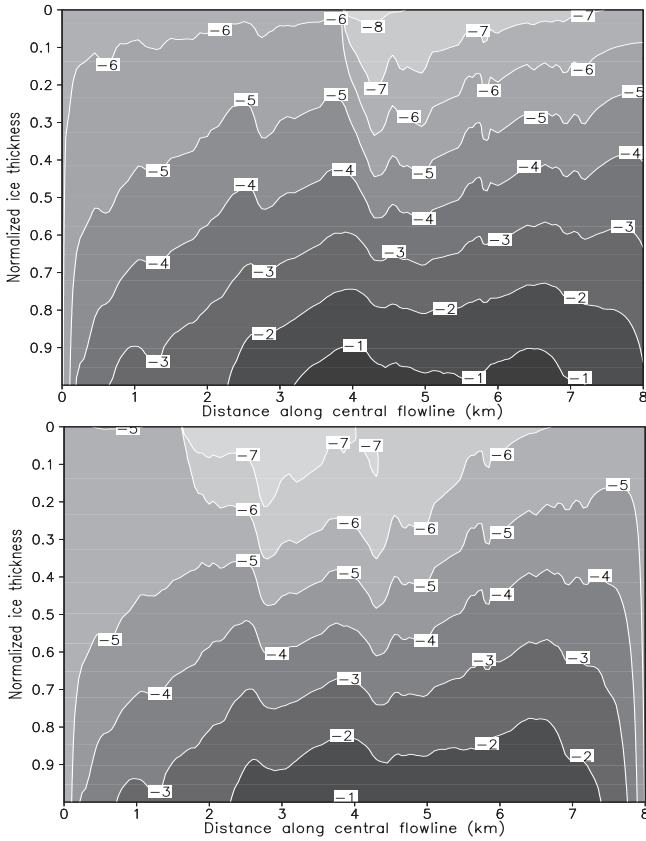 0
0.1
0.2
0.3
0.4
0.5
0.6
0.7
0.8
0.9
Normalized ice thickness
−6 −8 −7
−6 −7
−6 −6
−7 −6 −5
−5 −5 −6 −5
−5 −4 −5 −4 −4
−4 −4
−4 −3 −3 −3
−3
−2 −2 −2
−3 −1 −1 −1
0 1 2 3 4 5 6 7 8
Distance along central flowline (km)
0
0.1
0.2
0.3
0.4
0.5
0.6
0.7
0.8
0.9
Normalized ice thickness
−5
−7 −7 −7 −6
−6 −6 −6 −5 −5
−5 −5 −5 −4 −4
−5 −4 −4 −3 −3
−4 −3
−2 −2 −2
−3 −1
0 1 2 3 4 5 6 7 8
Distance along central flowline (km)